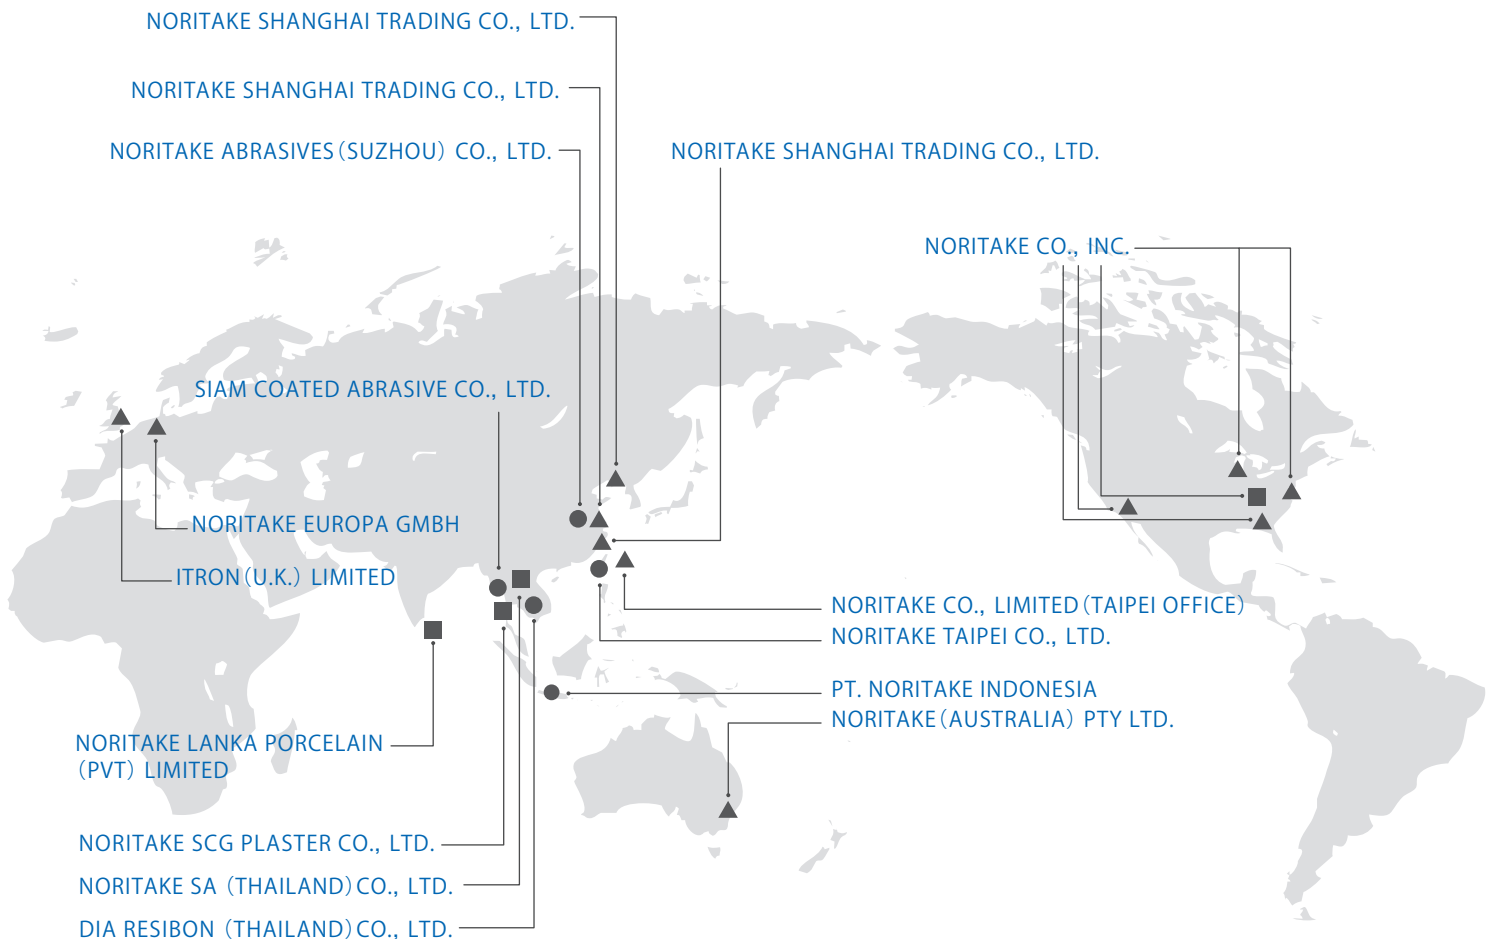 NORITAKE SHANGHAI TRADING CO., LTD.
NORITAKE SHANGHAI TRADING CO., LTD.
NORITAKE ABRASIVES(SUZHOU) CO., LTD.
NORITAKE SHANGHAI TRADING CO., LTD.
NORITAKE CO., INC.
SIAM COATED ABRASIVE CO., LTD.
NORITAKE EUROPA GMBH
ITRON(U.K.) LIMITED
NORITAKE CO., LIMITED(TAIPEI OFFICE)
NORITAKE TAIPEI CO., LTD.
PT. NORITAKE INDONESIA
NORITAKE(AUSTRALIA) PTY LTD.
NORITAKE LANKA PORCELAIN
(PVT) LIMITED
NORITAKE SCG PLASTER CO., LTD.
NORITAKE SA (THAILAND)CO., LTD.
DIA RESIBON (THAILAND)CO., LTD.